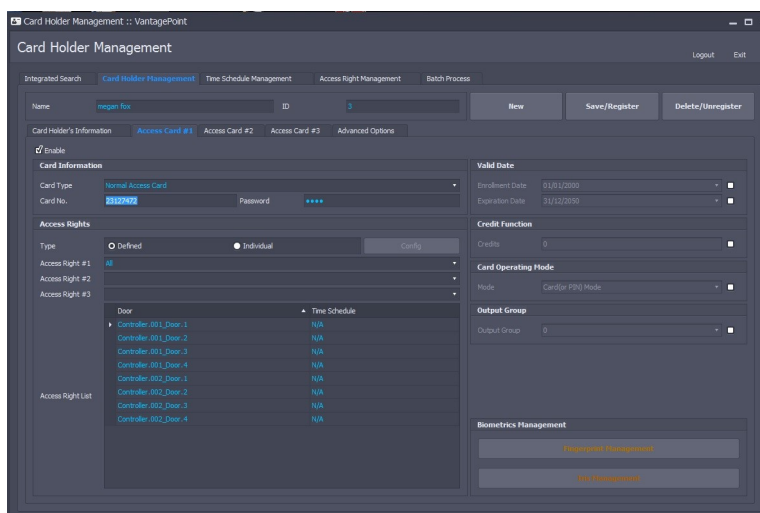 Card Holder Management :: VantagePoint
Card Holder Management
Logout Exit
Integrated Search Card Holder Management Time Schedule Management Access Right Management Batch Process
Name megan fox ID 3 New Save/Register Delete/Unregister
Card Holder's Information Access Card #1 Access Card #2 Access Card #3 Advanced Options
Enable
Card Information
Card Type Normal Access Card
Card No. 23127472 Password ****
Access Rights
Type Defined Individual Config
Access Right #1 All
Access Right #2
Access Right #3
Door Time Schedule
Controller.001_Door.1 N/A
Controller.001_Door.2 N/A
Controller.001_Door.3 N/A
Controller.001_Door.4 N/A
Controller.002_Door.1 N/A
Controller.002_Door.2 N/A
Controller.002_Door.3 N/A
Controller.002_Door.4 N/A
Access Right List
Valid Date
Enrollment Date 01/01/2000
Expiration Date 31/12/2050
Credit Function
Credits 0
Card Operating Mode
Mode Card(or PIN) Mode
Output Group
Output Group 0
Biometrics Management
Fingerprint Management